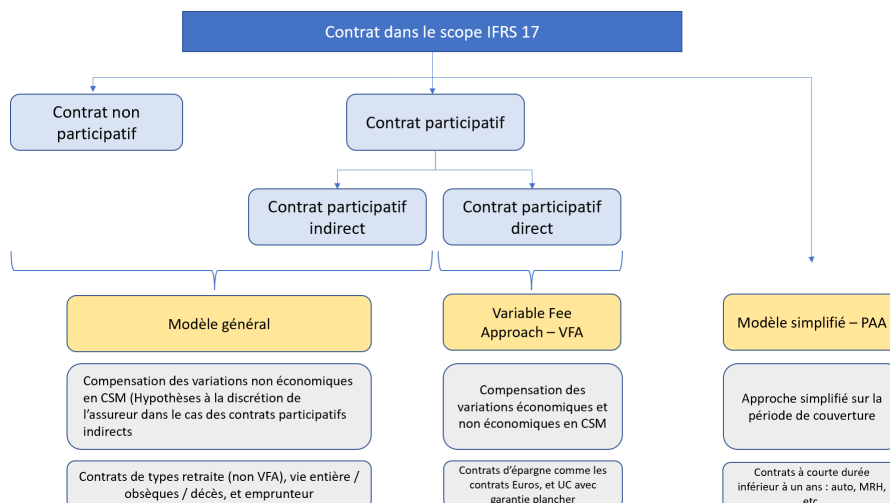 Contrat dans le scope IFRS 17
Contrat non
participatif
Contrat participatif
Contrat participatif
indirect
Contrat participatif
direct
Modèle général
Variable Fee
Approach – VFA
Modèle simplifié – PAA
Compensation des variations non économiques
en CSM (Hypothèses à la discrétion de
l'assureur dans le cas des contrats participatifs
indirects
Compensation des
variations économiques et
non économiques en CSM
Approche simplifié sur la
période de couverture
Contrats de types retraite (non VFA), vie entière /
obsèques / décès, et emprunteur
Contrats d'épargne comme les
contrats Euros, et UC avec
garantie plancher
Contrats à courte durée
inférieur à un ans : auto, MRH,
etc